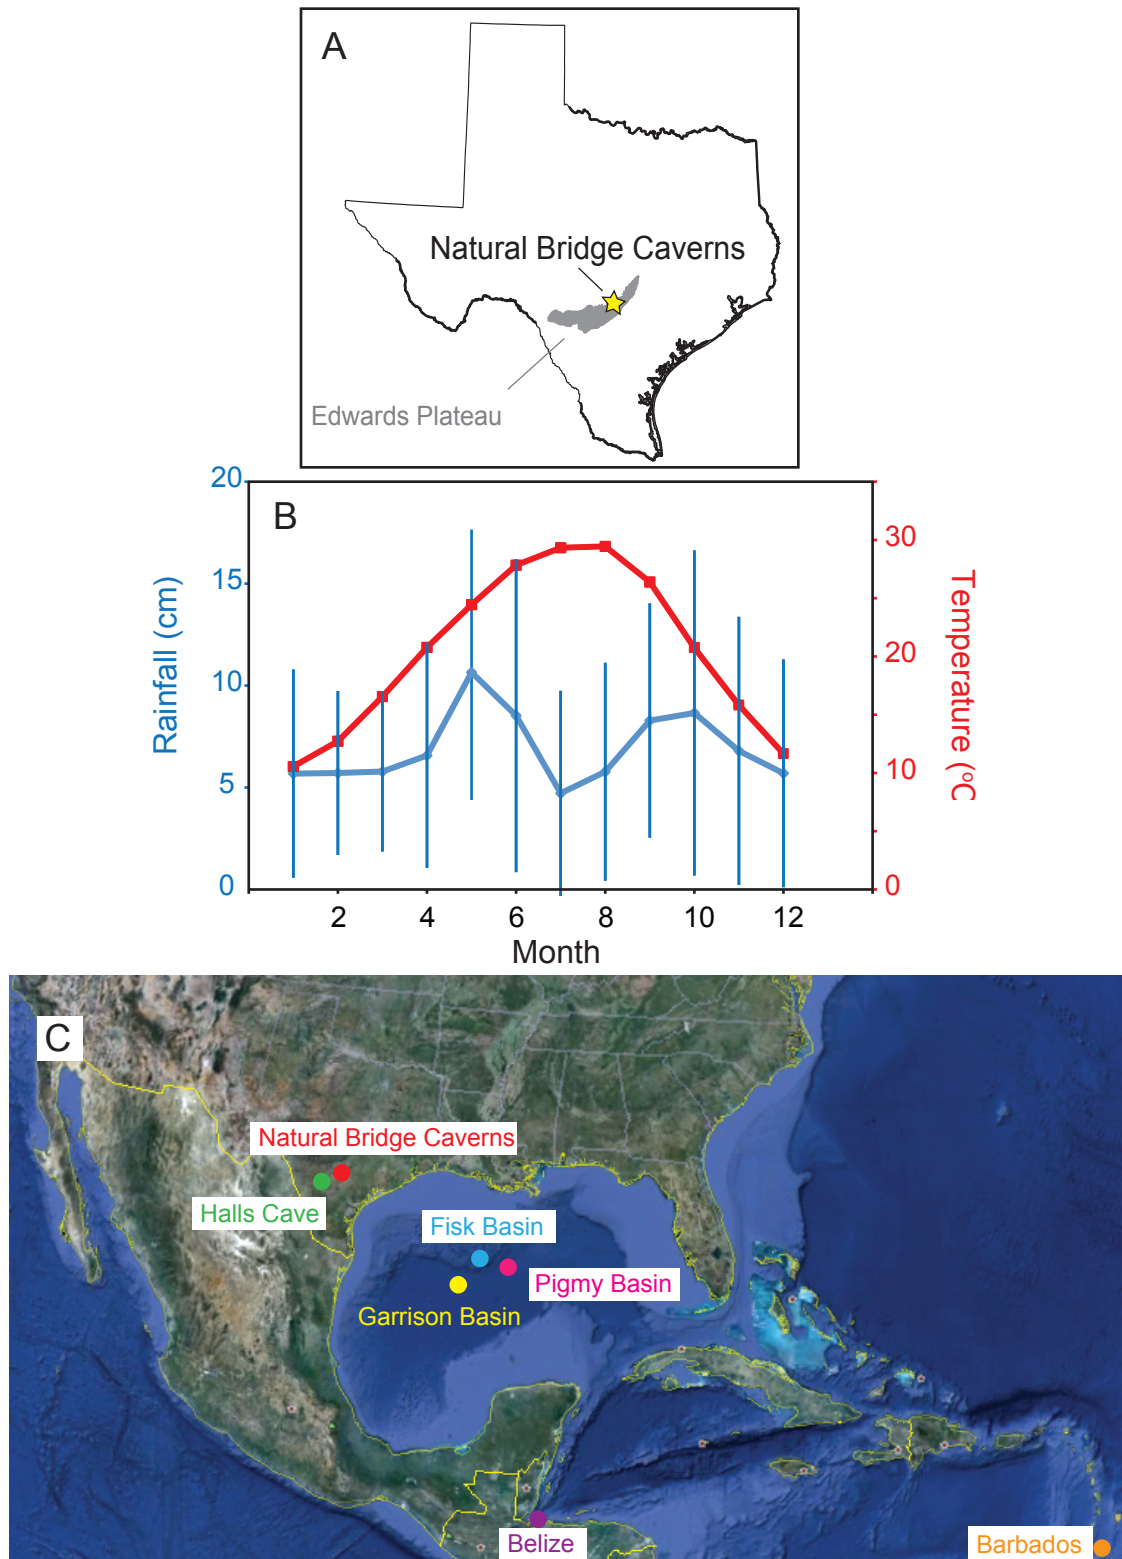 A
Natural Bridge Caverns
Edwards Plateau
B
20
15
10
5
0
Rainfall (cm)
30
20
10
0
Temperature (ºC
2 4 6 8 10 12
Month
C
Natural Bridge Caverns
Halls Cave
Fisk Basin
Pigmy Basin
Garrison Basin
Belize
Barbados